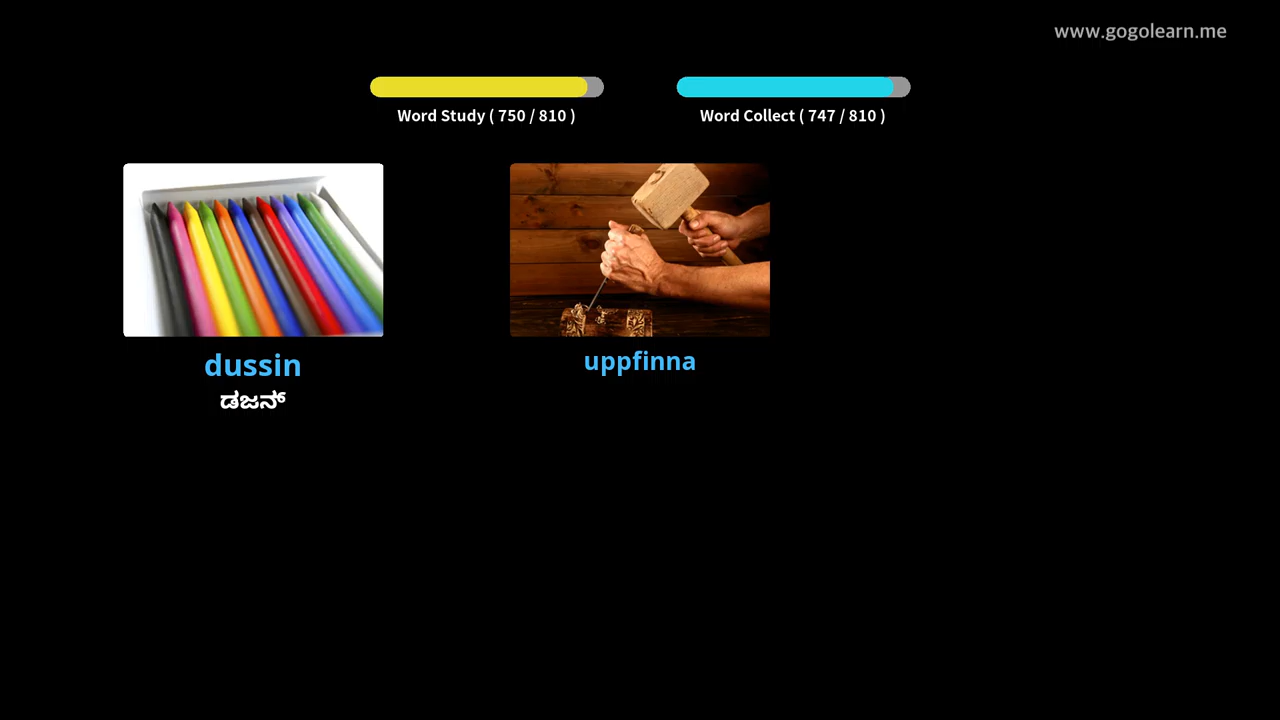 www.gogolearn.me
Word Study ( 750 / 810 )
Word Collect ( 747 / 810 )
dussin
ಡಜನ್
uppfinna